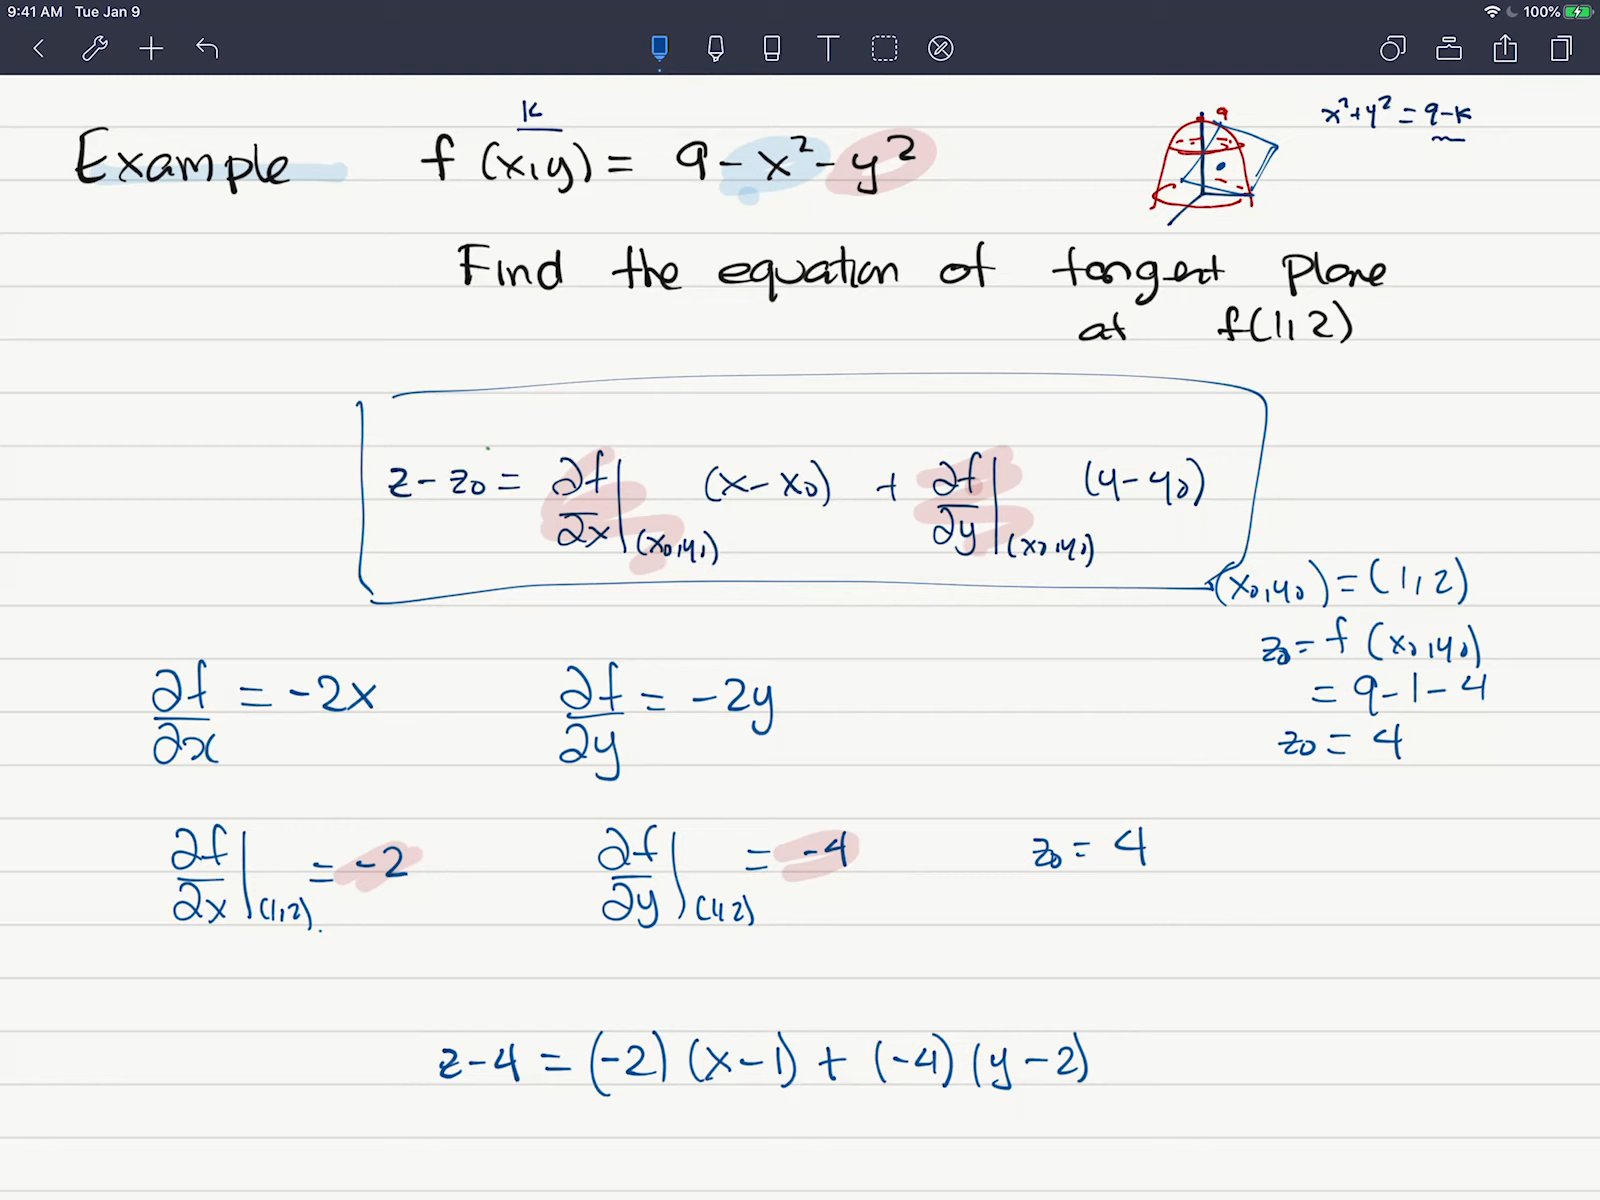 9:41 AM Tue Jan 9
100%
k
Example f(x,y) = 9-x²-y²
9
x²+y² = 9-k
Find the equation of tangent plane
at f(1,2)
z-z₀ = ∂f/∂x|(x₀,y₀) (x-x₀) + ∂f/∂y|(x₀,y₀) (y-y₀)
(x₀,y₀) = (1,2)
z₀ = f(x₀,y₀)
= 9-1-4
z₀ = 4
∂f/∂x = -2x ∂f/∂y = -2y
∂f/∂x|(1,2) = -2 ∂f/∂y|(1,2) = -4 z₀ = 4
z-4 = (-2)(x-1) + (-4)(y-2)